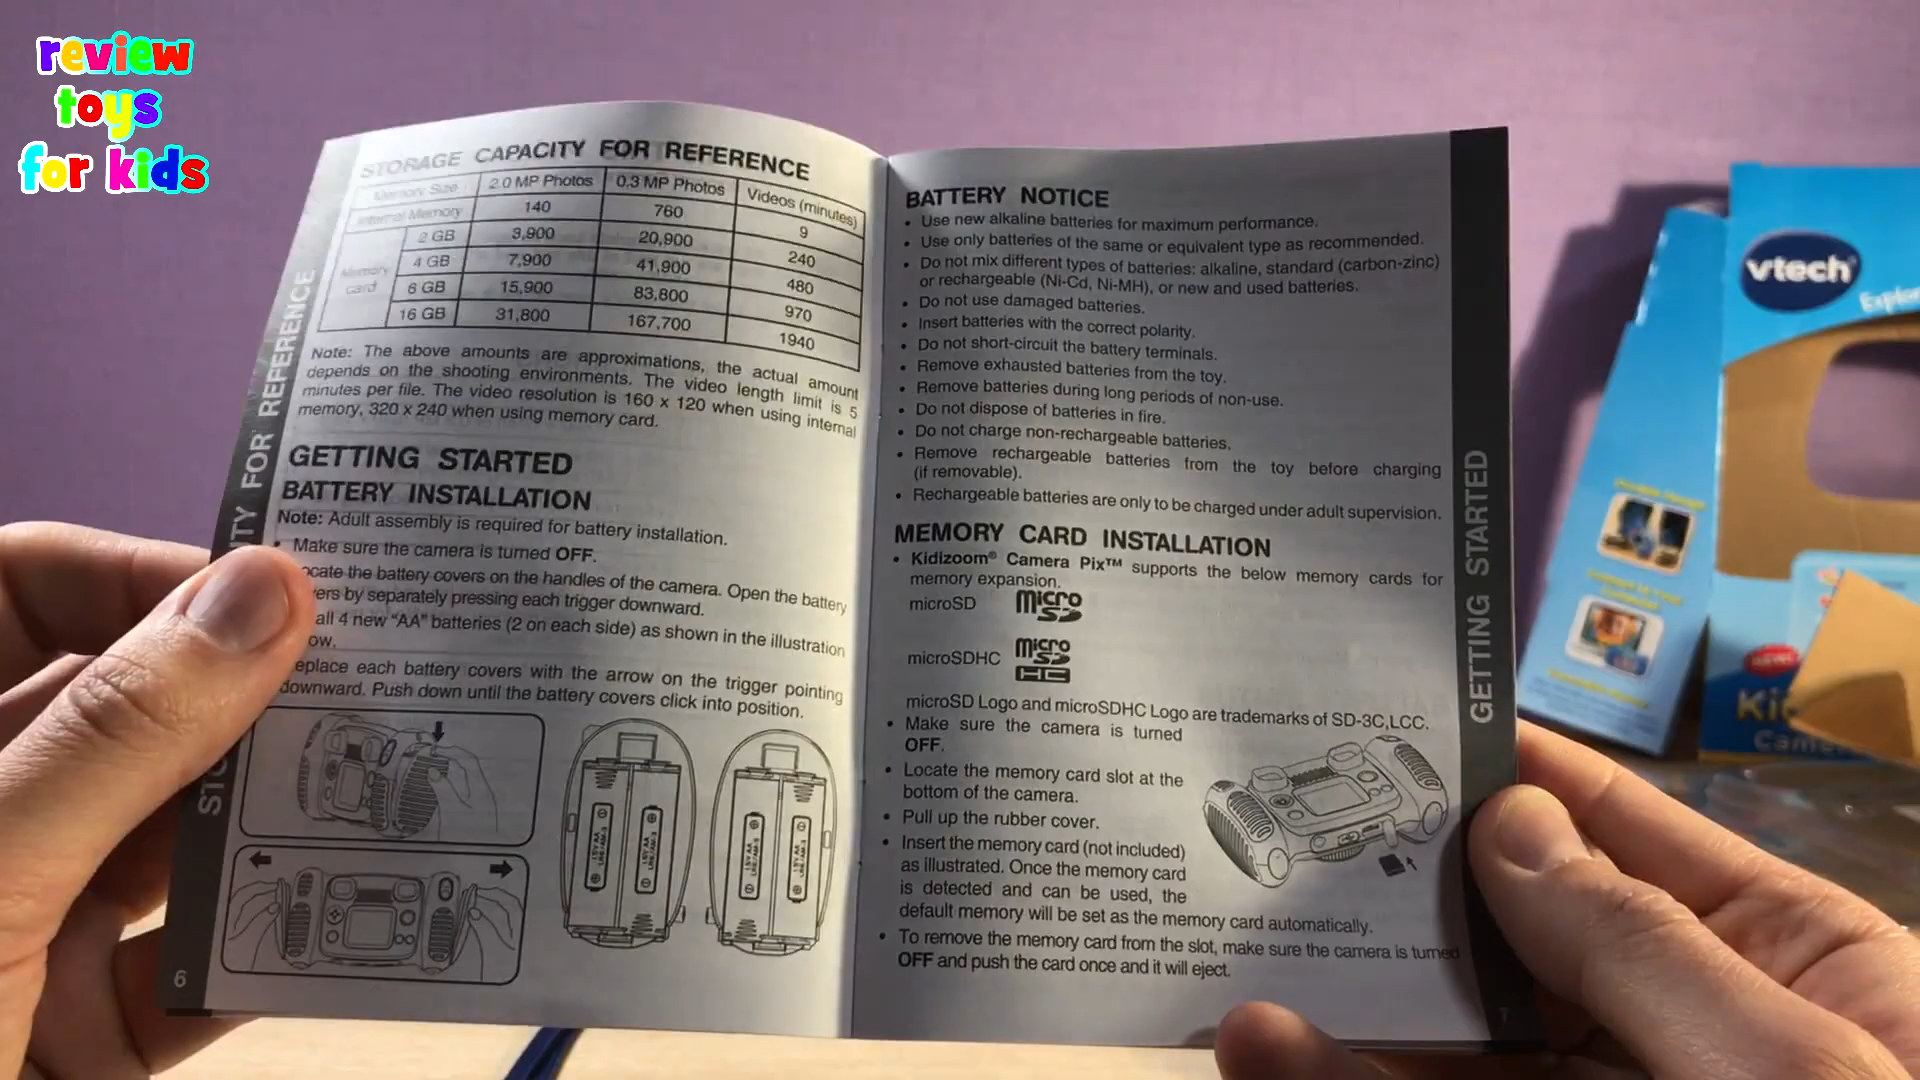 review
toys
for kids
STORAGE CAPACITY FOR REFERENCE
Memory Size 2.0 MP Photos 0.3 MP Photos Videos (minutes)
Internal Memory 140 760 9
Memory card
2 GB 3,900 20,900 240
4 GB 7,900 41,900 480
8 GB 15,900 83,800 970
16 GB 31,800 167,700 1940
Note: The above amounts are approximations, the actual amount
depends on the shooting environments. The video length limit is 5
minutes per file. The video resolution is 160 x 120 when using internal
memory, 320 x 240 when using memory card.
GETTING STARTED
BATTERY INSTALLATION
Note: Adult assembly is required for battery installation.
Make sure the camera is turned OFF.
ocate the battery covers on the handles of the camera. Open the battery
vers by separately pressing each trigger downward.
all 4 new “AA” batteries (2 on each side) as shown in the illustration
ow.
eplace each battery covers with the arrow on the trigger pointing
downward. Push down until the battery covers click into position.
6
ITY FOR REFERENCE
BATTERY NOTICE
• Use new alkaline batteries for maximum performance.
• Use only batteries of the same or equivalent type as recommended.
• Do not mix different types of batteries: alkaline, standard (carbon-zinc)
or rechargeable (Ni-Cd, Ni-MH), or new and used batteries.
• Do not use damaged batteries.
• Insert batteries with the correct polarity.
• Do not short-circuit the battery terminals.
• Remove exhausted batteries from the toy.
• Remove batteries during long periods of non-use.
• Do not dispose of batteries in fire.
• Do not charge non-rechargeable batteries.
• Remove rechargeable batteries from the toy before charging
(if removable).
• Rechargeable batteries are only to be charged under adult supervision.
MEMORY CARD INSTALLATION
• Kidizoom® Camera Pix™ supports the below memory cards for
memory expansion.
microSD micro SD
microSDHC micro SD HC
microSD Logo and microSDHC Logo are trademarks of SD-3C,LCC.
• Make sure the camera is turned
OFF.
• Locate the memory card slot at the
bottom of the camera.
• Pull up the rubber cover.
• Insert the memory card (not included)
as illustrated. Once the memory card
is detected and can be used, the
default memory will be set as the memory card automatically.
• To remove the memory card from the slot, make sure the camera is turned
OFF and push the card once and it will eject.
GETTING STARTED
7
vtech
Explor
Ki
Came